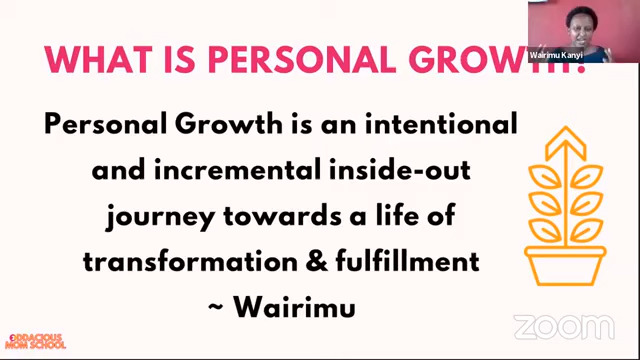 WHAT IS PERSONAL GROWTH?
Wairimu Kanyi
Personal Growth is an intentional
and incremental inside-out
journey towards a life of
transformation & fulfillment
~ Wairimu
ODDACIOUS
MOM SCHOOL
zoom